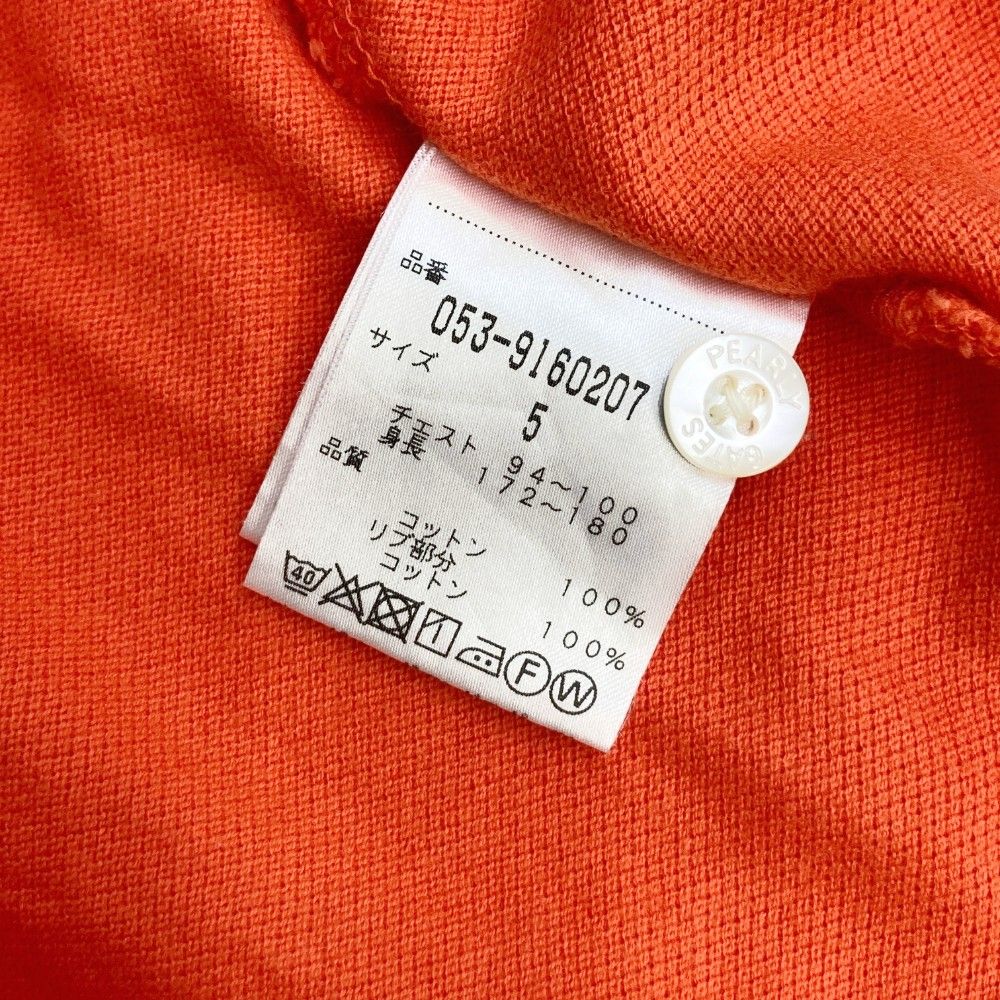 品番
053-9160207
サイズ
5
チェスト 94～100
身長 172～180
品質
コットン 100%
リブ部分
コットン 100%
40
F
W
PEARLY
GATES